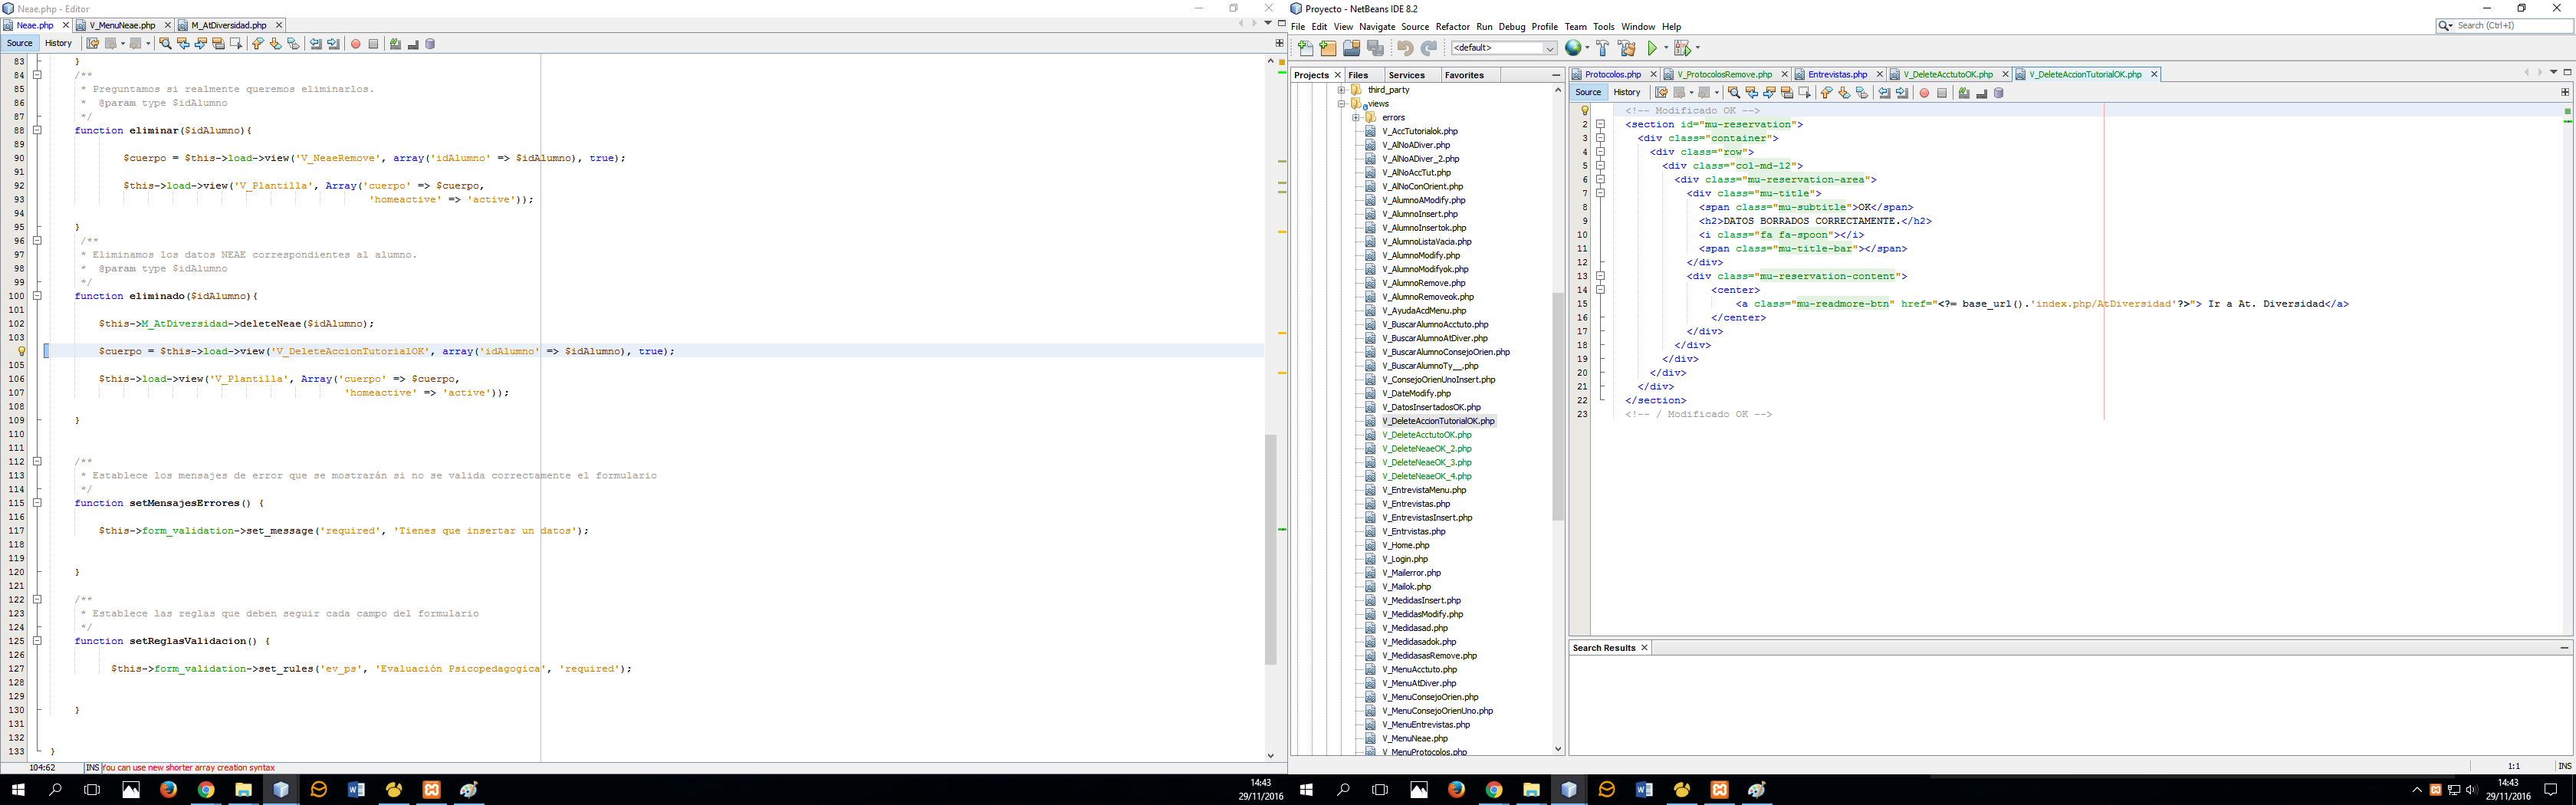 Neae.php - Editor
Neae.php
V_MenuNeae.php
M_AtDiversidad.php
Source History
83 }
84 /**
85 * Preguntamos si realmente queremos eliminarlos.
86 * @param type $idAlumno
87 */
88 function eliminar($idAlumno){
89
90 $cuerpo = $this->load->view('V_NeaeRemove', array('idAlumno' => $idAlumno), true);
91
92 $this->load->view('V_Plantilla', Array('cuerpo' => $cuerpo,
93 'homeactive' => 'active'));
94
95 }
96 /**
97 * Eliminamos los datos NEAE correspondientes al alumno.
98 * @param type $idAlumno
99 */
100 function eliminado($idAlumno){
101
102 $this->M_AtDiversidad->deleteNeae($idAlumno);
103
$cuerpo = $this->load->view('V_DeleteAccionTutorialOK', array('idAlumno' => $idAlumno), true);
105
106 $this->load->view('V_Plantilla', Array('cuerpo' => $cuerpo,
107 'homeactive' => 'active'));
108
109 }
110
111
112 /**
113 * Establece los mensajes de error que se mostrarán si no se valida correctamente el formulario
114 */
115 function setMensajesErrores() {
116
117 $this->form_validation->set_message('required', 'Tienes que insertar un datos');
118
119
120 }
121
122 /**
123 * Establece las reglas que deben seguir cada campo del formulario
124 */
125 function setReglasValidacion() {
126
127 $this->form_validation->set_rules('ev_ps', 'Evaluación Psicopedagogica', 'required');
128
129
130 }
131
132
133 }
104:62 INS You can use new shorter array creation syntax
14:43
29/11/2016
Proyecto - NetBeans IDE 8.2
File Edit View Navigate Source Refactor Run Debug Profile Team Tools Window Help
Search (Ctrl+I)
<default>
Projects Files Services Favorites
third_party
views
errors
V_AccTutorialok.php
V_AlNoADiver.php
V_AlNoADiver_2.php
V_AlNoAccTut.php
V_AlNoConOrient.php
V_AlumnoAModify.php
V_AlumnoInsert.php
V_AlumnoInsertok.php
V_AlumnoListaVacia.php
V_AlumnoModify.php
V_AlumnoModifyok.php
V_AlumnoRemove.php
V_AlumnoRemoveok.php
V_AyudaAcdMenu.php
V_BuscarAlumnoAcctuto.php
V_BuscarAlumnoAtDiver.php
V_BuscarAlumnoConsejoOrien.php
V_BuscarAlumnoTy__.php
V_ConsejoOrienUnoInsert.php
V_DateModify.php
V_DatosInsertadosOK.php
V_DeleteAccionTutorialOK.php
V_DeleteAcctutoOK.php
V_DeleteNeaeOK_2.php
V_DeleteNeaeOK_3.php
V_DeleteNeaeOK_4.php
V_EntrevistaMenu.php
V_Entrevistas.php
V_EntrevistasInsert.php
V_Entrvistas.php
V_Home.php
V_Login.php
V_Mailerror.php
V_Mailok.php
V_MedidasInsert.php
V_MedidasModify.php
V_Medidasad.php
V_Medidasadok.php
V_MedidasasRemove.php
V_MenuAcctuto.php
V_MenuAtDiver.php
V_MenuConsejoOrien.php
V_MenuConsejoOrienUno.php
V_MenuEntrevistas.php
V_MenuNeae.php
V_MenuProtocolos.php
Protocolos.php
V_ProtocolosRemove.php
Entrevistas.php
V_DeleteAcctutoOK.php
V_DeleteAccionTutorialOK.php
Source History
<!-- Modificado OK -->
2 <section id="mu-reservation">
3 <div class="container">
4 <div class="row">
5 <div class="col-md-12">
6 <div class="mu-reservation-area">
7 <div class="mu-title">
8 <span class="mu-subtitle">OK</span>
9 <h2>DATOS BORRADOS CORRECTAMENTE.</h2>
10 <i class="fa fa-spoon"></i>
11 <span class="mu-title-bar"></span>
12 </div>
13 <div class="mu-reservation-content">
14 <center>
15 <a class="mu-readmore-btn" href="<?= base_url().'index.php/AtDiversidad'?>"> Ir a At. Diversidad</a>
16 </center>
17 </div>
18 </div>
19 </div>
20 </div>
21 </div>
22 </section>
23 <!-- / Modificado OK -->
Search Results
1:1 INS
14:43
29/11/2016